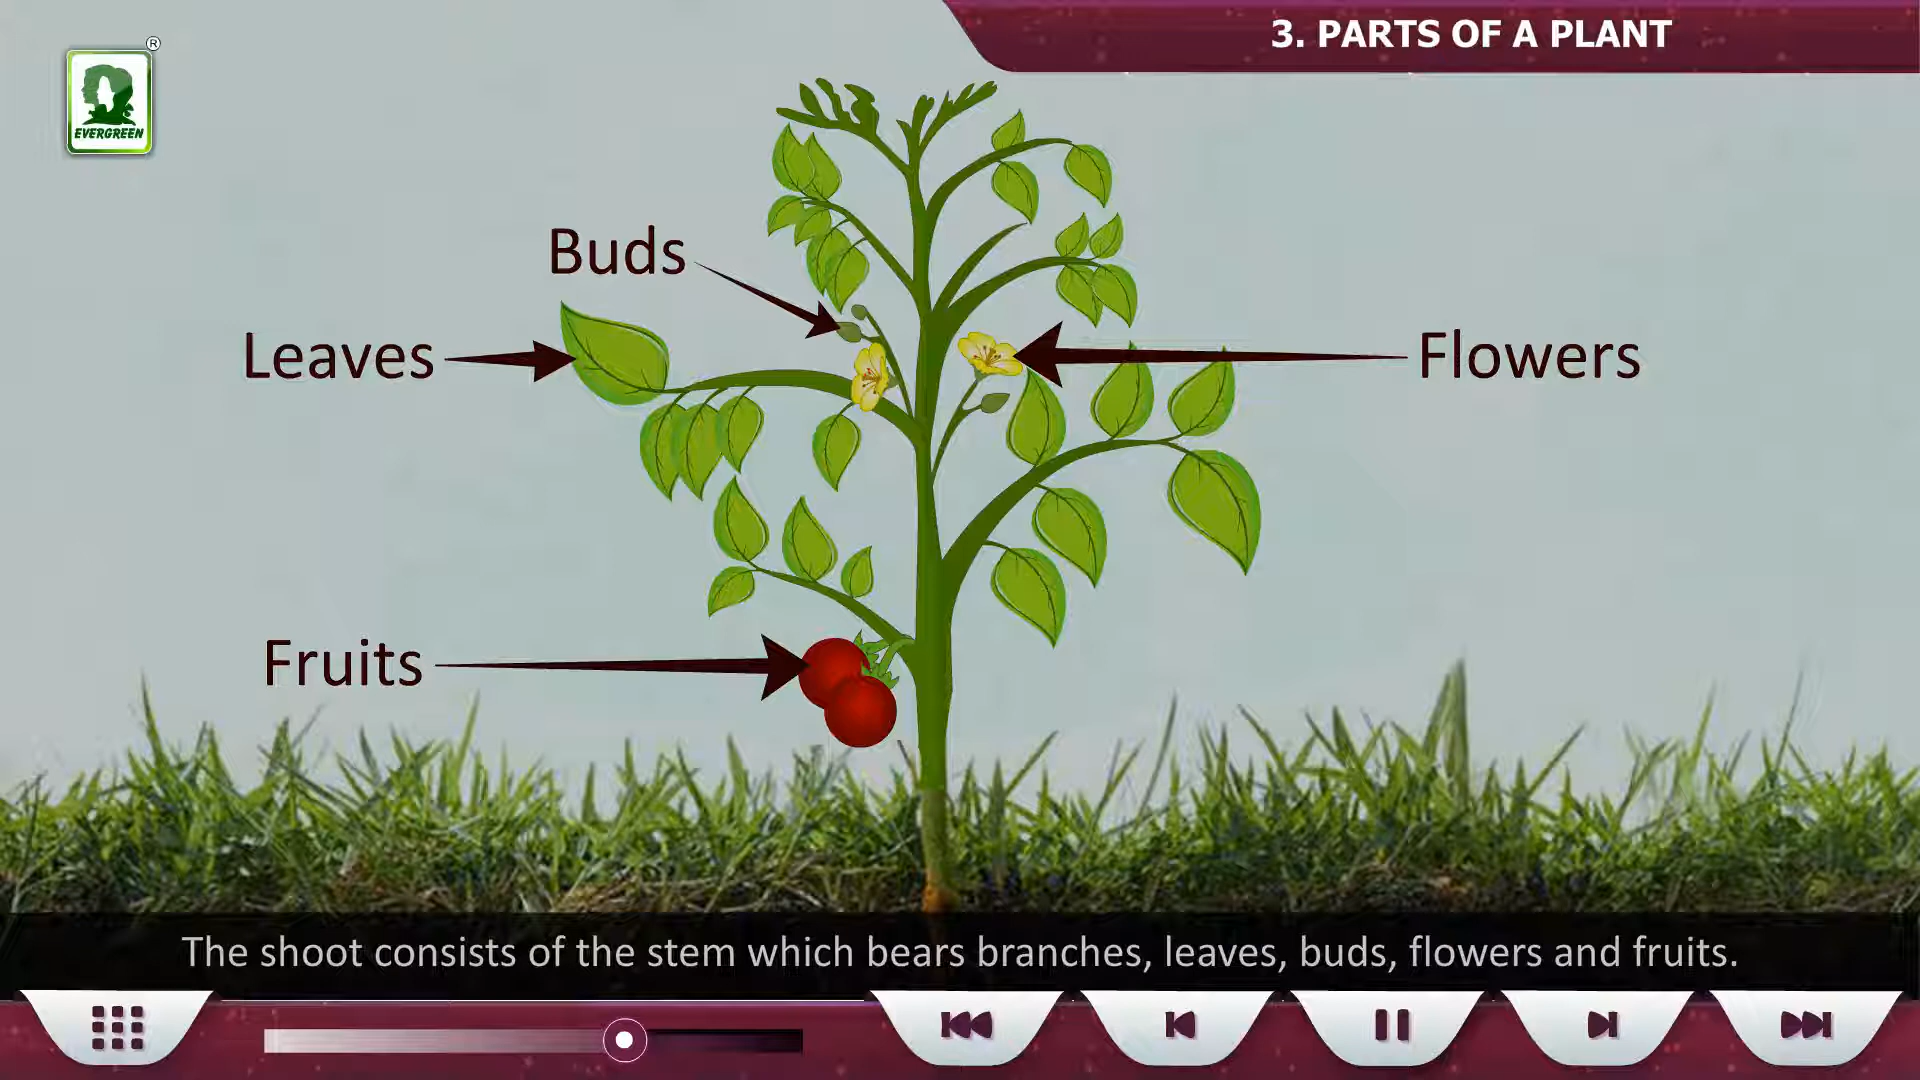 3. PARTS OF A PLANT
®
EVERGREEN
Buds
Leaves
Flowers
Fruits
The shoot consists of the stem which bears branches, leaves, buds, flowers and fruits.